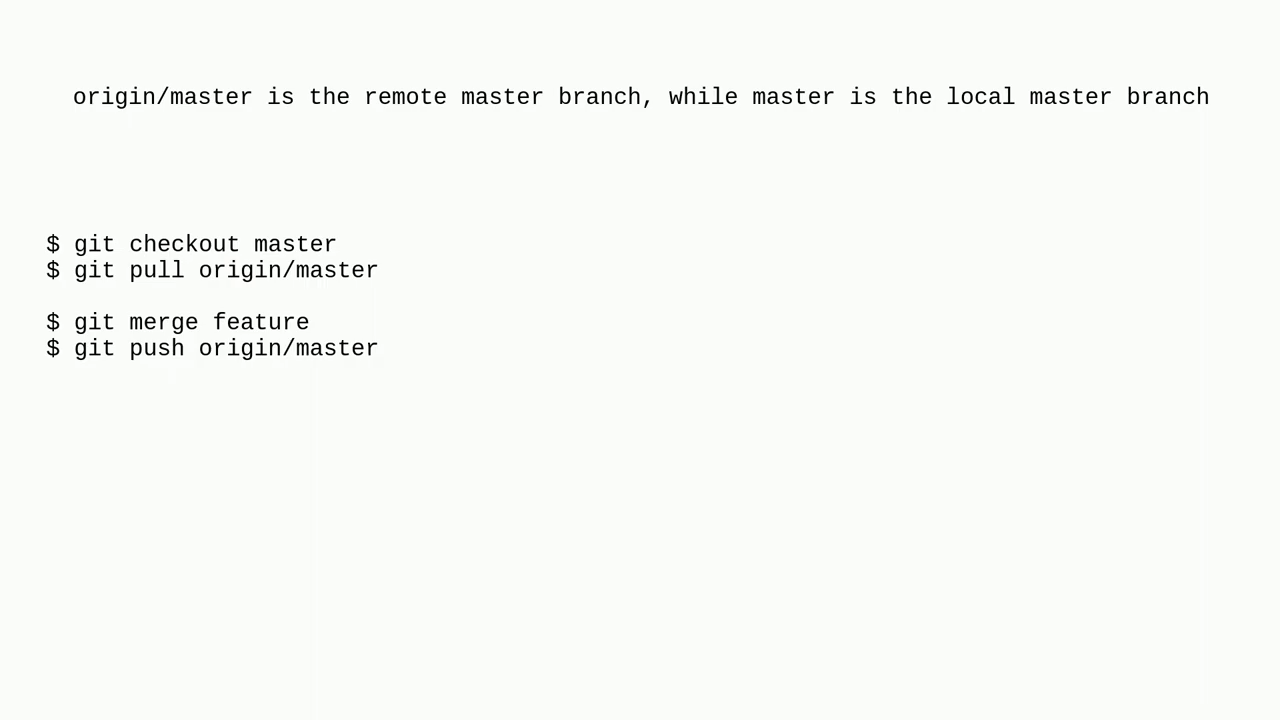 origin/master is the remote master branch, while master is the local master branch
$ git checkout master
$ git pull origin/master
$ git merge feature
$ git push origin/master